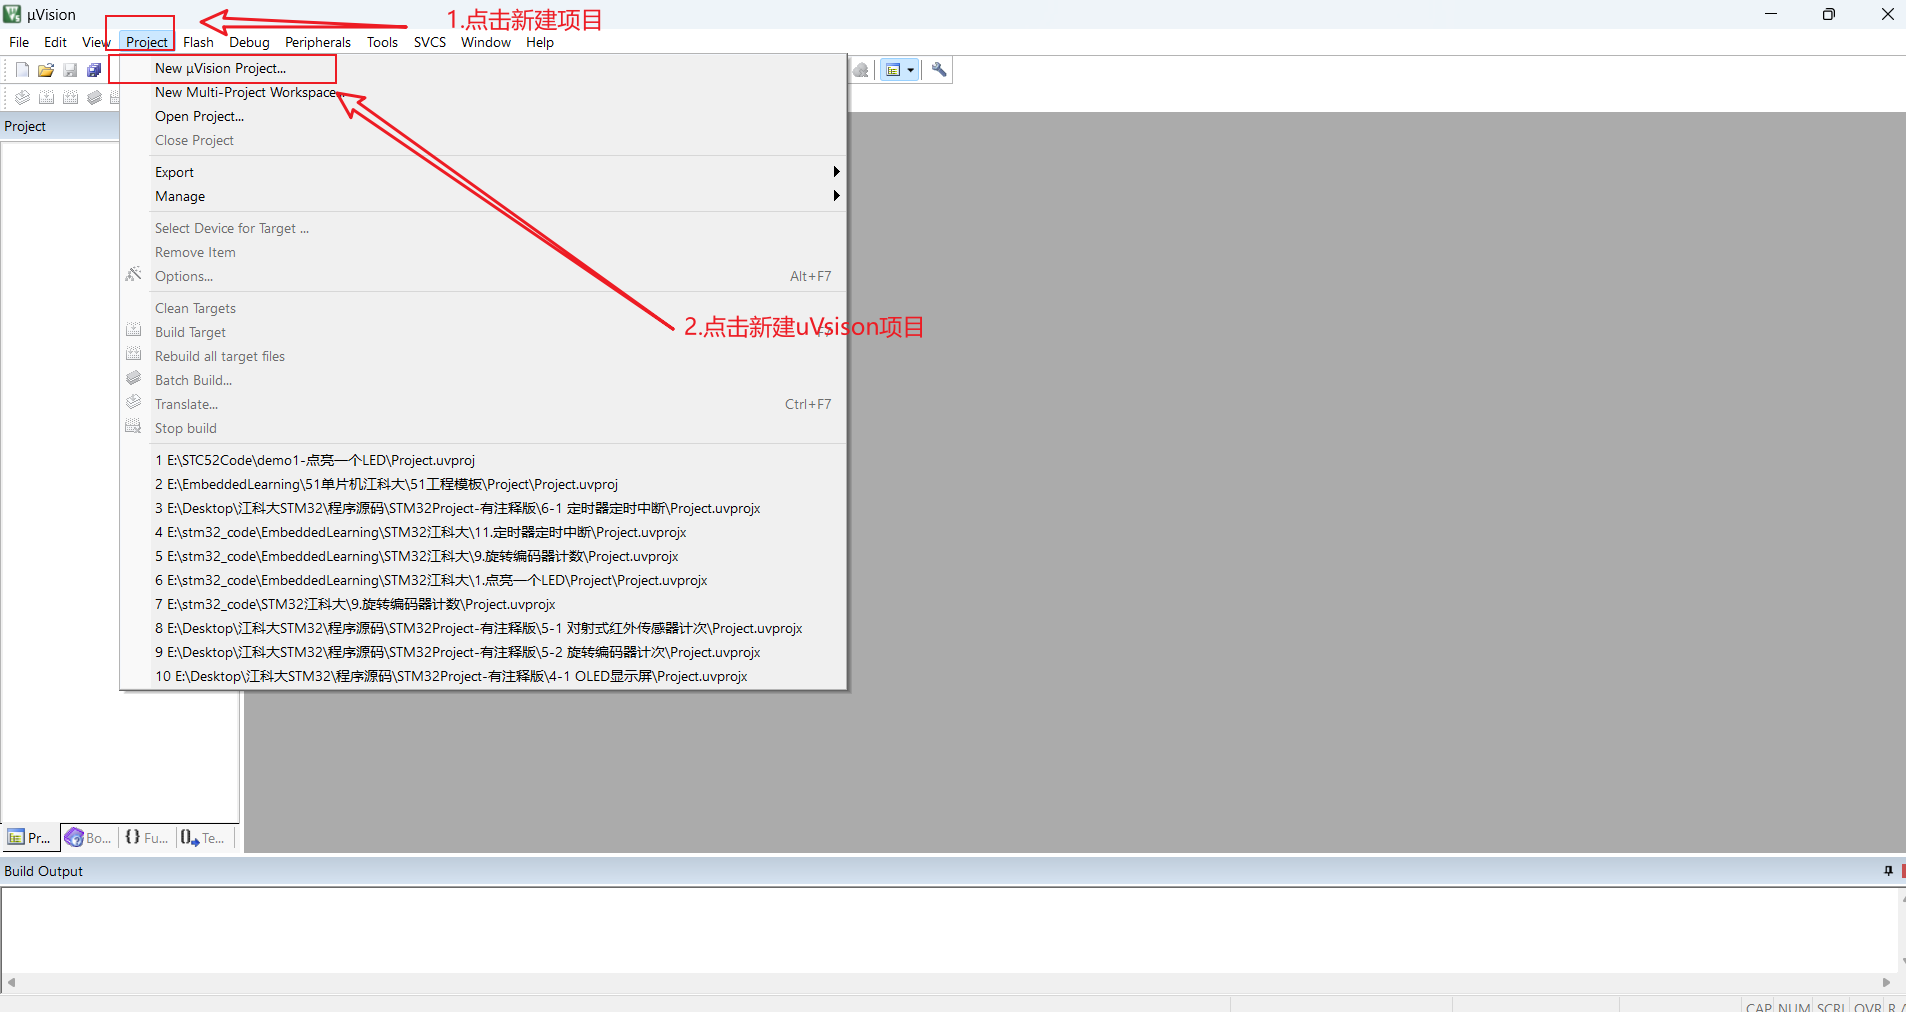 μVision
1.点击新建项目
File Edit View Project Flash Debug Peripherals Tools SVCS Window Help
New μVision Project...
New Multi-Project Workspace...
Open Project...
Project
Close Project
Export
Manage
Select Device for Target ...
Remove Item
Options... Alt+F7
Clean Targets
Build Target F7
2.点击新建uVsison项目
Rebuild all target files
Batch Build...
Translate... Ctrl+F7
Stop build
1 E:\STC52Code\demo1-点亮一个LED\Project.uvproj
2 E:\EmbeddedLearning\51单片机江科大\51工程模板\Project\Project.uvproj
3 E:\Desktop\江科大STM32\程序源码\STM32Project-有注释版\6-1 定时器定时中断\Project.uvprojx
4 E:\stm32_code\EmbeddedLearning\STM32江科大\11.定时器定时中断\Project.uvprojx
5 E:\stm32_code\EmbeddedLearning\STM32江科大\9.旋转编码器计数\Project.uvprojx
6 E:\stm32_code\EmbeddedLearning\STM32江科大\1.点亮一个LED\Project\Project.uvprojx
7 E:\stm32_code\STM32江科大\9.旋转编码器计数\Project.uvprojx
8 E:\Desktop\江科大STM32\程序源码\STM32Project-有注释版\5-1 对射式红外传感器计次\Project.uvprojx
9 E:\Desktop\江科大STM32\程序源码\STM32Project-有注释版\5-2 旋转编码器计次\Project.uvprojx
10 E:\Desktop\江科大STM32\程序源码\STM32Project-有注释版\4-1 OLED显示屏\Project.uvprojx
Pr... Bo... {} Fu... Te...
Build Output
CAP NUM SCRL OVR R